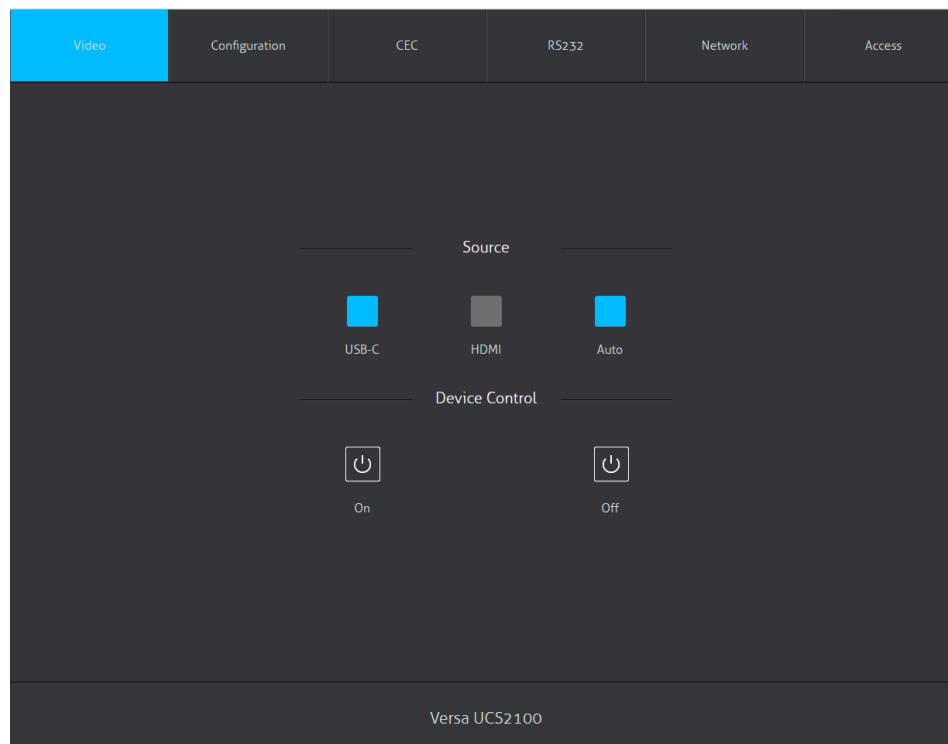 Video Configuration CEC RS232 Network Access
Source
USB-C HDMI Auto
Device Control
On Off
Versa UCS2100